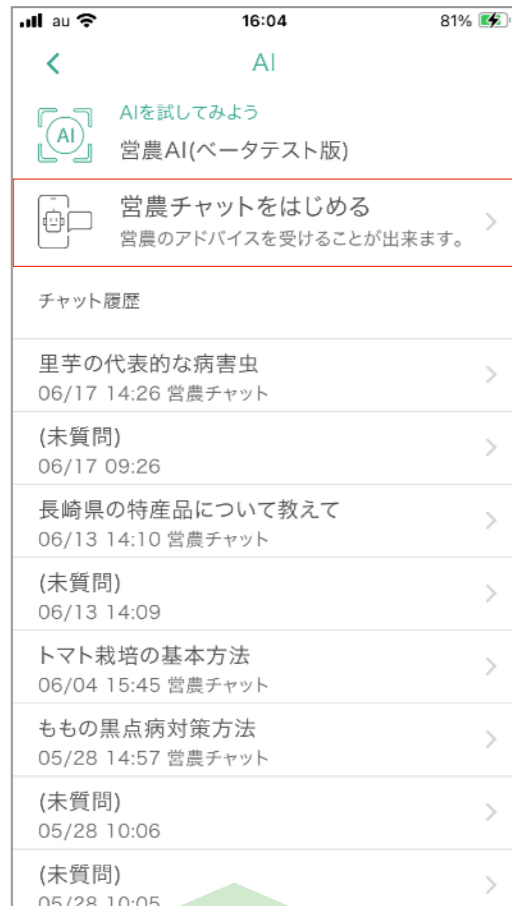 au
16:04
81%
AI
AI
AIを試してみよう
営農AI(ベータテスト版)
営農チャットをはじめる
営農のアドバイスを受けることが出来ます。
チャット履歴
里芋の代表的な病害虫
06/17 14:26 営農チャット
(未質問)
06/17 09:26
長崎県の特産品について教えて
06/13 14:10 営農チャット
(未質問)
06/13 14:09
トマト栽培の基本方法
06/04 15:45 営農チャット
ももの黒点病対策方法
05/28 14:57 営農チャット
(未質問)
05/28 10:06
(未質問)
05/28 10:05